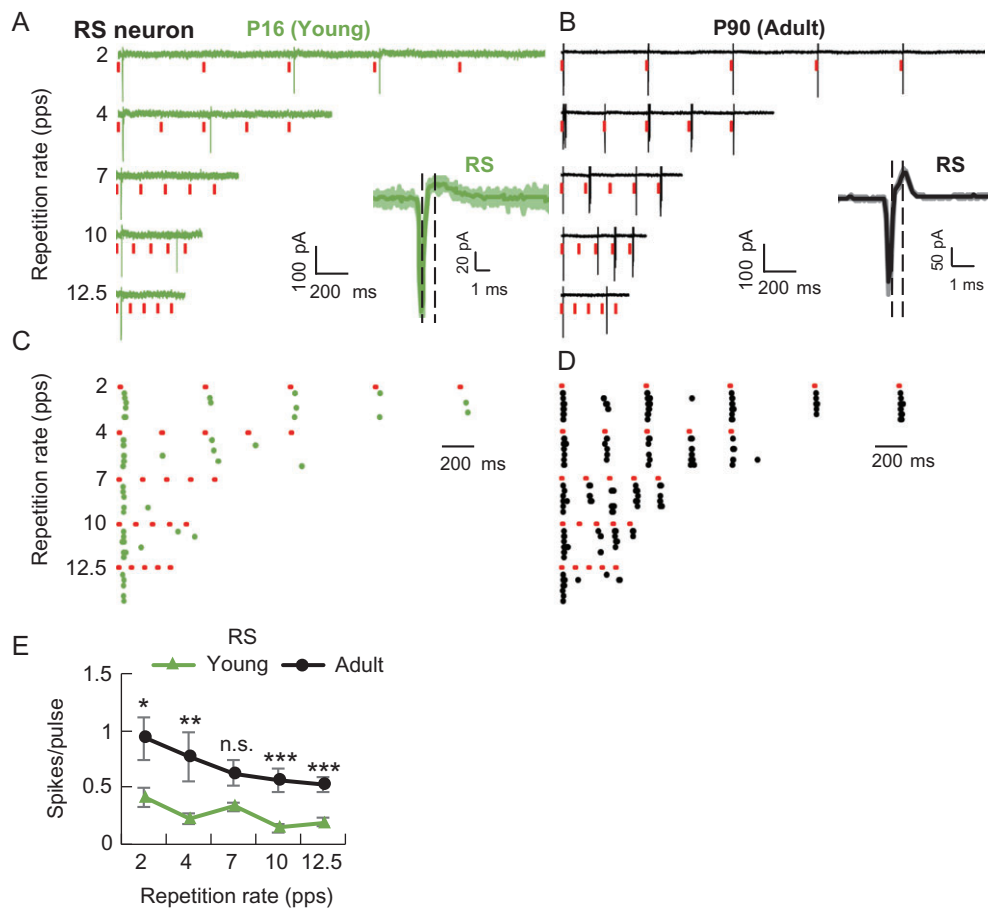 A
RS neuron
P16 (Young)
Repetition rate (pps)
2
4
7
10
12.5
100 pA
200 ms
RS
20 pA
1 ms
B
P90 (Adult)
100 pA
200 ms
RS
50 pA
1 ms
C
Repetition rate (pps)
2
4
7
10
12.5
200 ms
D
200 ms
E
RS
Young
Adult
Spikes/pulse
1.5
1
0.5
0
*
**
n.s.
***
***
2 4 7 10 12.5
Repetition rate (pps)